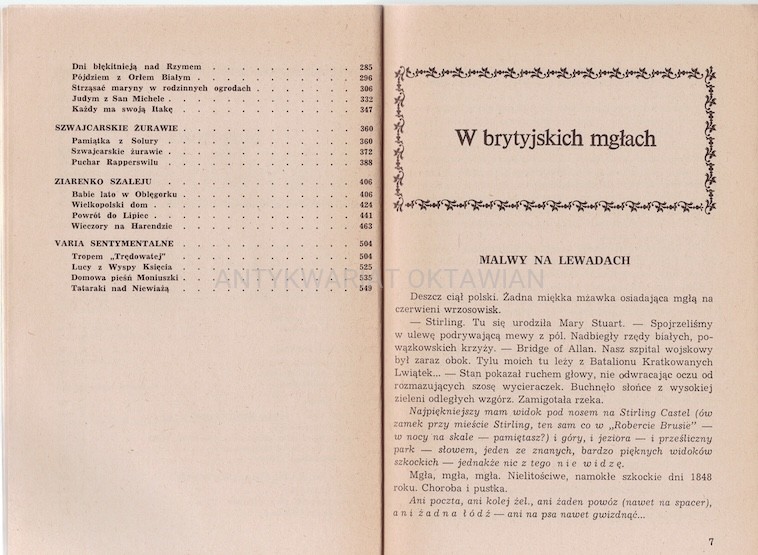 Dni błękitnieją nad Rzymem . . . . . . . . . . 285
Pójdziem z Orłem Białym . . . . . . . . . . . 296
Strząsać maryny w rodzinnych ogrodach . . . . . . . 306
Judym z San Michele . . . . . . . . . . . . 332
Każdy ma swoją Itakę . . . . . . . . . . . 347
SZWAJCARSKIE ŻURAWIE . . . . . . . . . . . 360
Pamiątka z Solury . . . . . . . . . . . . 360
Szwajcarskie żurawie . . . . . . . . . . . . 372
Puchar Rapperswilu . . . . . . . . . . . . 388
ZIARENKO SZALEJU . . . . . . . . . . . . 406
Babie lato w Oblęgorku . . . . . . . . . . . 406
Wielkopolski dom . . . . . . . . . . . . 424
Powrót do Lipiec . . . . . . . . . . . . . 441
Wieczory na Harendzie . . . . . . . . . . . 463
VARIA SENTYMENTALNE . . . . . . . . . . . 504
Tropem „Trędowatej” . . . . . . . . . . . . 504
Lucy z Wyspy Księcia . . . . . . . . . . . 525
Domowa pieśń Moniuszki . . . . . . . . . . 535
Tataraki nad Niewiażą . . . . . . . . . . . 549
ANTYKWARIAT OKTAWIAN
W brytyjskich mgłach
MALWY NA LEWADACH
Deszcz ciął polski. Żadna miękka mżawka osiadająca mgłą na
czerwieni wrzosowisk.
— Stirling. Tu się urodziła Mary Stuart. — Spojrzeliśmy
w ulewę podrywającą mewy z pól. Nadbiegły rzędy białych, po-
wązkowskich krzyży. — Bridge of Allan. Nasz szpital wojskowy
był zaraz obok. Tylu moich tu leży z Batalionu Kratkowanych
Lwiątek... — Stan pokazał ruchem głowy, nie odwracając oczu od
rozmazujących szosę wycieraczek. Buchnęło słońce z wysokiej
zieleni odległych wzgórz. Zamigotała rzeka.
Najpiękniejszy mam widok pod nosem na Stirling Castel (ów
zamek przy mieście Stirling, ten sam co w „Robercie Brusie” —
w nocy na skale — pamiętasz?) i góry, i jeziora — i prześliczny
park — słowem, jeden ze znanych, bardzo pięknych widoków
szkockich — jednakże nic z tego nie widzę.
Mgła, mgła, mgła. Nielitościwe, namokłe szkockie dni 1848
roku. Choroba i pustka.
Ani poczta, ani kolej żel., ani żaden powóz (nawet na spacer),
ani żadna łódź — ani na psa nawet gwizdnąć...
7